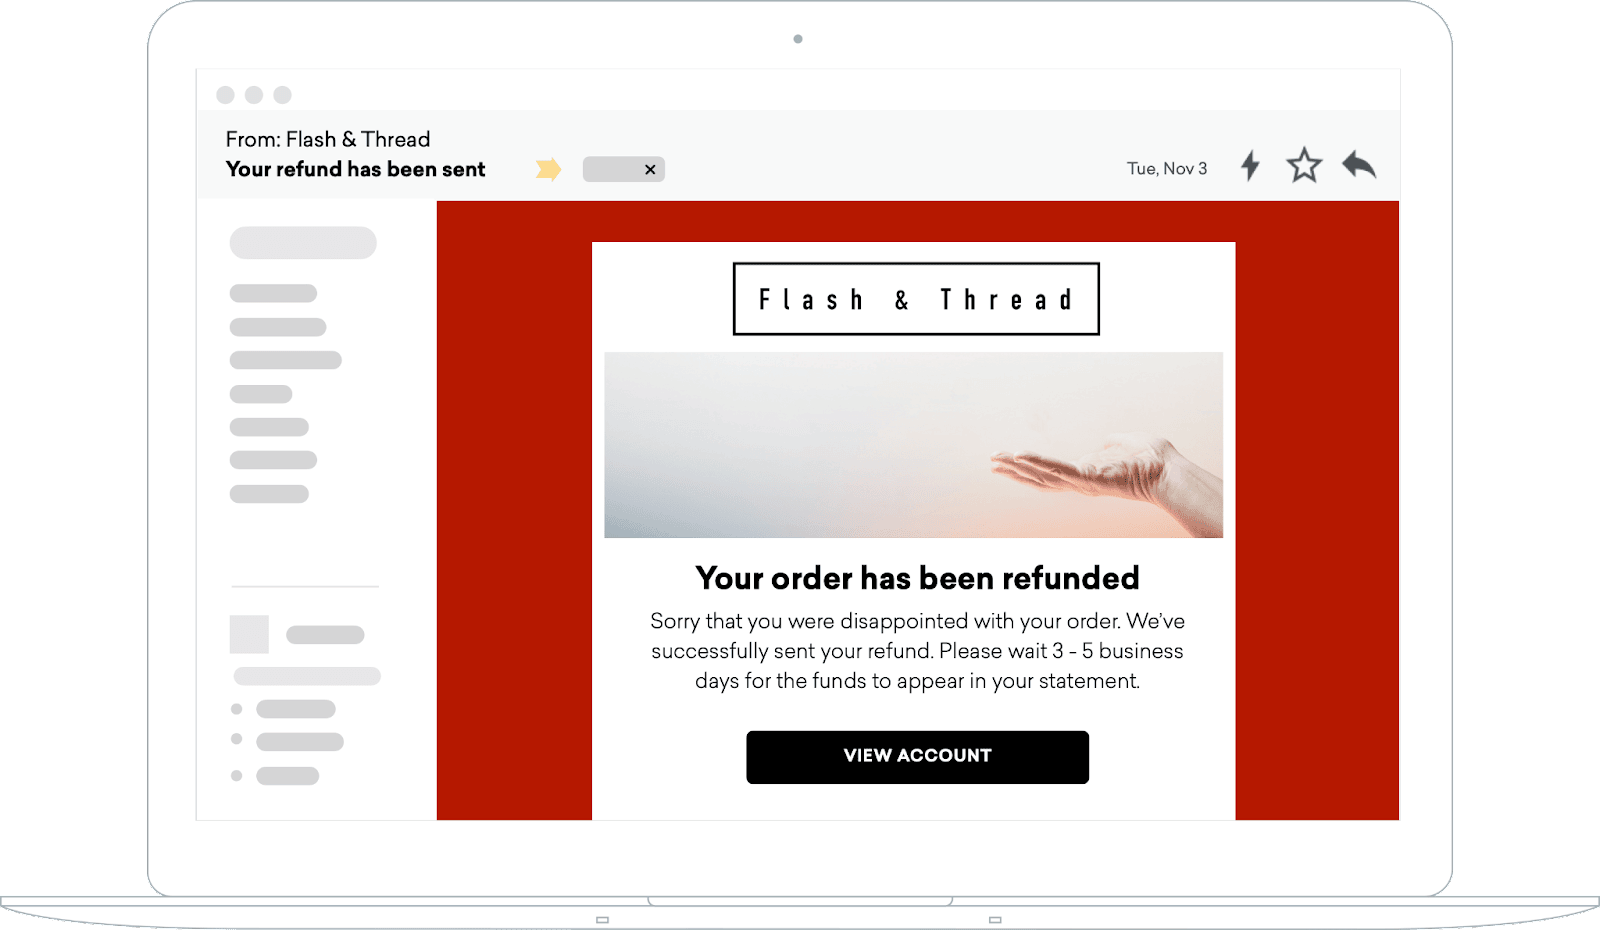 From: Flash & Thread
Your refund has been sent
Tue, Nov 3
Flash & Thread
Your order has been refunded
Sorry that you were disappointed with your order. We’ve
successfully sent your refund. Please wait 3 - 5 business
days for the funds to appear in your statement.
VIEW ACCOUNT